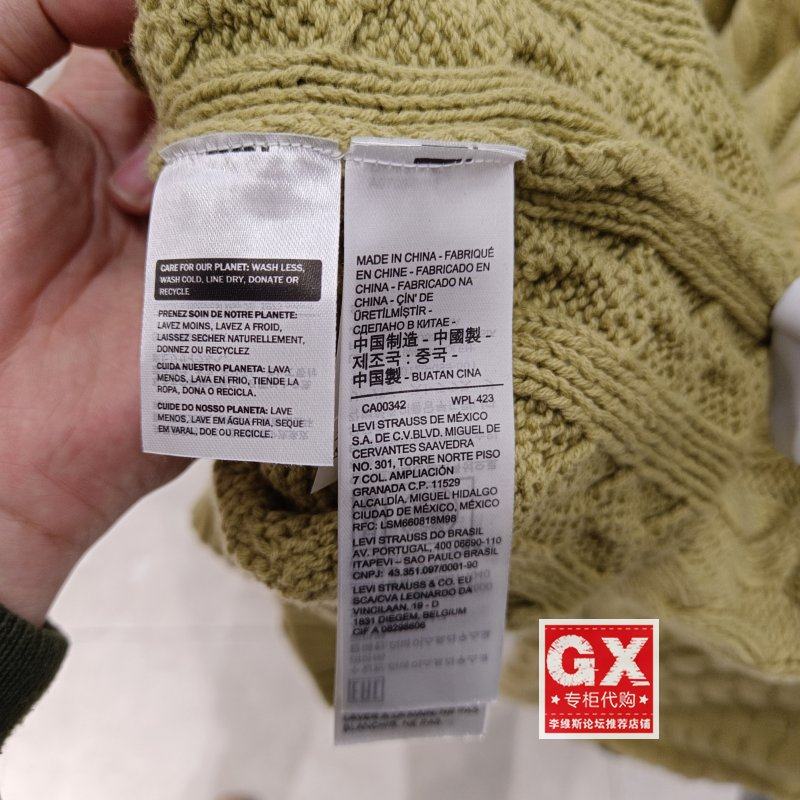 CARE FOR OUR PLANET: WASH LESS,
WASH COLD, LINE DRY, DONATE OR
RECYCLE
PRENEZ SOIN DE NOTRE PLANETE:
LAVEZ MOINS, LAVEZ A FROID,
LAISSEZ SECHER NATURELLEMENT,
DONNEZ OU RECYCLEZ
CUIDA NUESTRO PLANETA: LAVA
MENOS, LAVA EN FRIO, TIENDE LA
ROPA, DONA O RECICLA.
CUIDE DO NOSSO PLANETA: LAVE
MENOS, LAVE EM ÁGUA FRIA, SEQUE
EM VARAL, DOE OU RECICLE.
MADE IN CHINA - FABRIQUÉ
EN CHINE - FABRICADO EN
CHINA - FABRICADO NA
CHINA - ÇİN' DE
ÜRETİLMİŞTİR -
СДЕЛАНО В КИТАЕ -
中国制造 - 中國製 -
제조국 : 중국 -
中国製 - BUATAN CINA
CA00342 WPL 423
LEVI STRAUSS DE MÉXICO
S.A. DE C.V.BLVD. MIGUEL DE
CERVANTES SAAVEDRA
NO. 301, TORRE NORTE PISO
7 COL. AMPLIACIÓN
GRANADA C.P. 11529
ALCALDÍA, MIGUEL HIDALGO
CIUDAD DE MÉXICO, MÉXICO
RFC: LSM660818M98
LEVI STRAUSS DO BRASIL
AV. PORTUGAL, 400 06690-110
ITAPEVI – SAO PAULO BRASIL
CNPJ: 43.351.097/0001-90
LEVI STRAUSS & CO. EU
SCA/CVA LEONARDO DA
VINCILAAN, 19 - D
1831 DIEGEM, BELGIUM
CIF A 08298606
GX
专柜代购
李维斯论坛推荐店铺